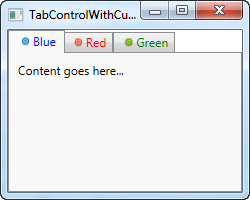 TabControlWithCu...
Blue Red Green
Content goes here...